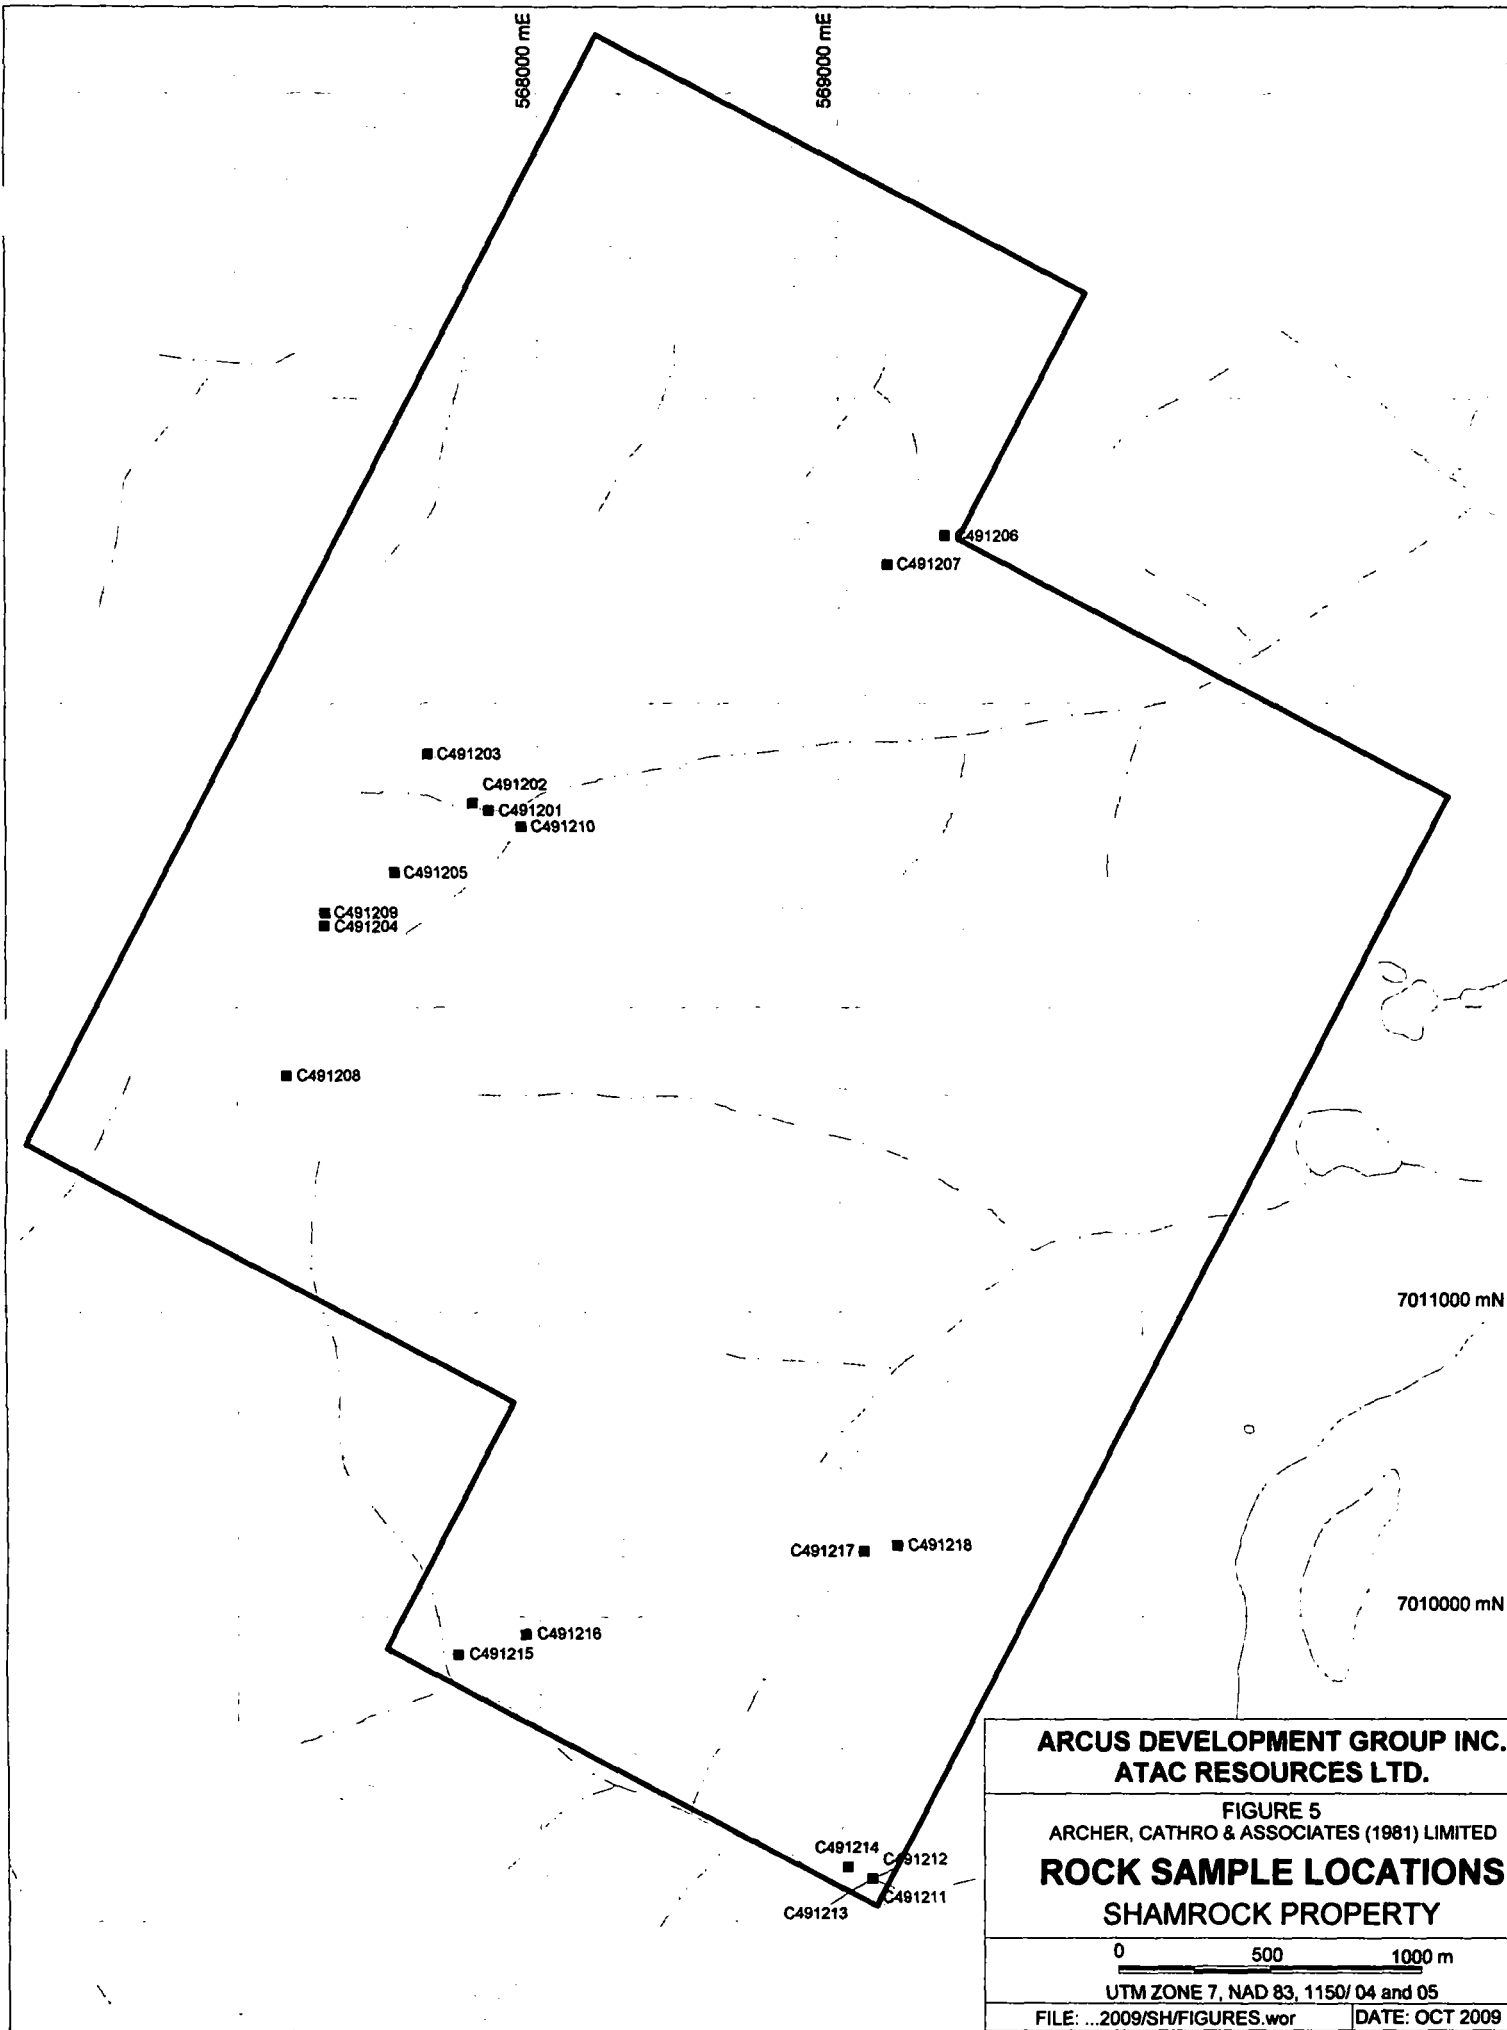 568000 mE
569000 mE
C491206
C491207
C491203
C491202
C491201
C491210
C491205
C491209
C491204
C491208
7011000 mN
C491217
C491218
7010000 mN
C491216
C491215
C491214
C491212
C491211
C491213
ARCUS DEVELOPMENT GROUP INC.
ATAC RESOURCES LTD.
FIGURE 5
ARCHER, CATHRO & ASSOCIATES (1981) LIMITED
ROCK SAMPLE LOCATIONS
SHAMROCK PROPERTY
0 500 1000 m
UTM ZONE 7, NAD 83, 1150/ 04 and 05
FILE: ...2009/SH/FIGURES.wor DATE: OCT 2009